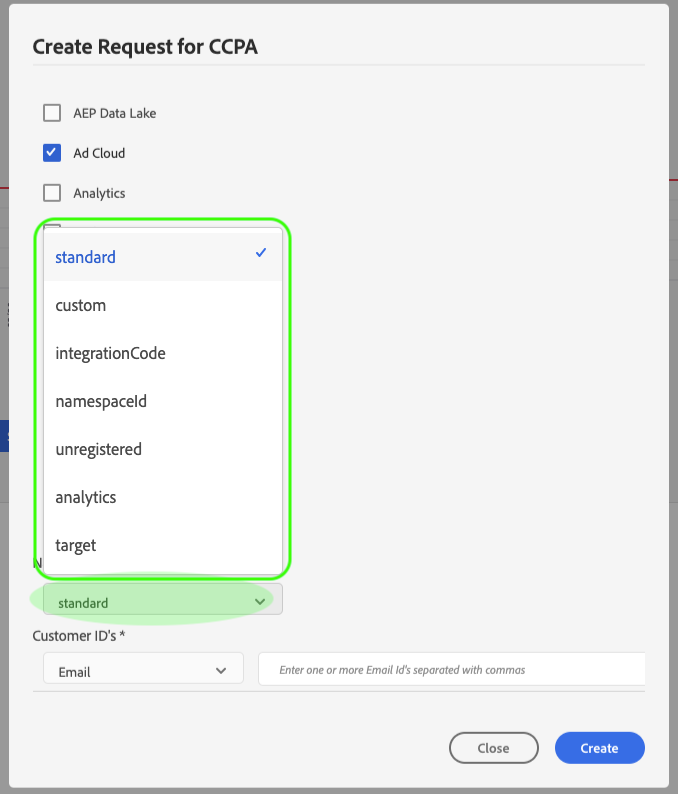 Create Request for CCPA
AEP Data Lake
Ad Cloud
Analytics
standard
custom
integrationCode
namespaceId
unregistered
analytics
target
standard
Customer ID's *
Email
Enter one or more Email Id's separated with commas
Close
Create